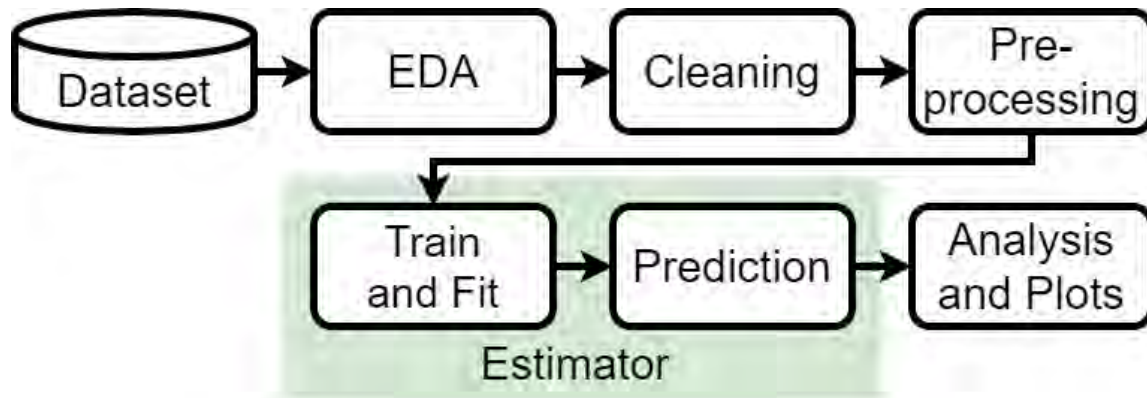 Dataset
EDA
Cleaning
Pre-
processing
Train
and Fit
Prediction
Analysis
and Plots
Estimator